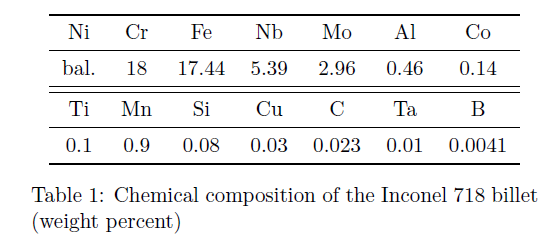 Ni Cr Fe Nb Mo Al Co
bal. 18 17.44 5.39 2.96 0.46 0.14
Ti Mn Si Cu C Ta B
0.1 0.9 0.08 0.03 0.023 0.01 0.0041
Table 1: Chemical composition of the Inconel 718 billet
(weight percent)